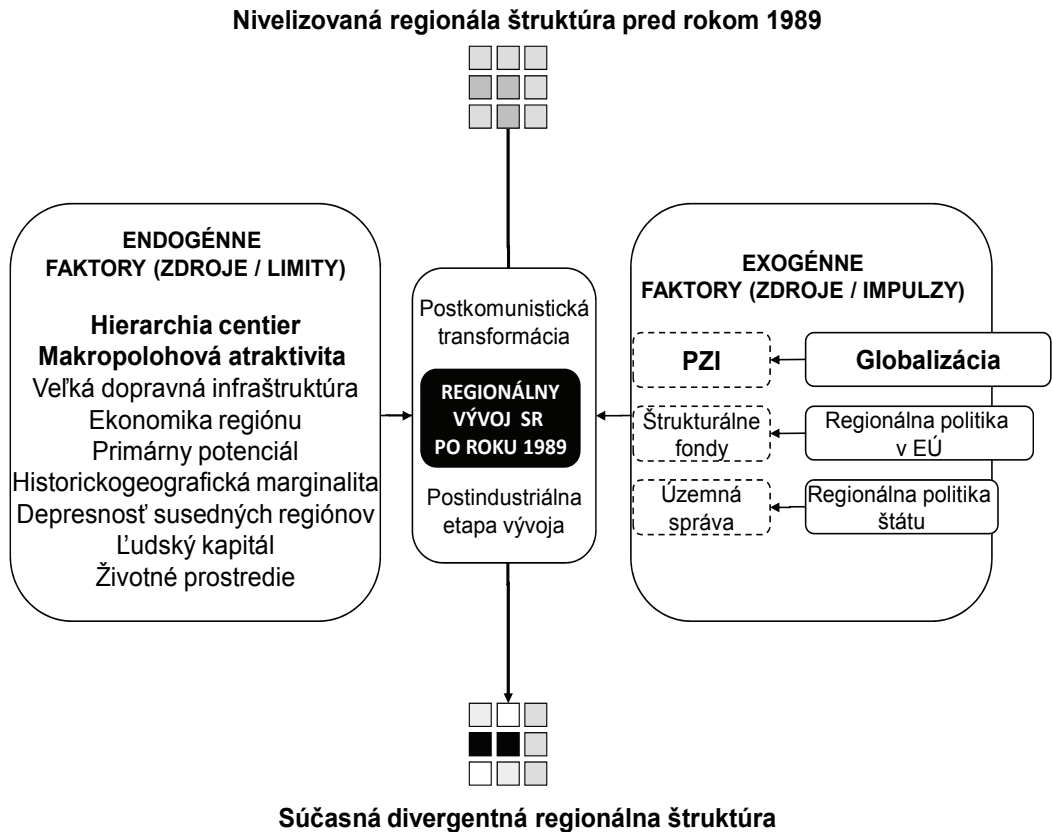 Nivelizovaná regionála štruktúra pred rokom 1989
ENDOGÉNNE
FAKTORY (ZDROJE / LIMITY)
Hierarchia centier
Makropolohová atraktivita
Veľká dopravná infraštruktúra
Ekonomika regiónu
Primárny potenciál
Historickogeografická marginalita
Depresnosť susedných regiónov
Ľudský kapitál
Životné prostredie
Postkomunistická
transformácia
REGIONÁLNY
VÝVOJ SR
PO ROKU 1989
Postindustriálna
etapa vývoja
EXOGÉNNE
FAKTORY (ZDROJE / IMPULZY)
PZI
Globalizácia
Štrukturálne
fondy
Regionálna politika
v EÚ
Územná
správa
Regionálna politika
štátu
Súčasná divergentná regionálna štruktúra